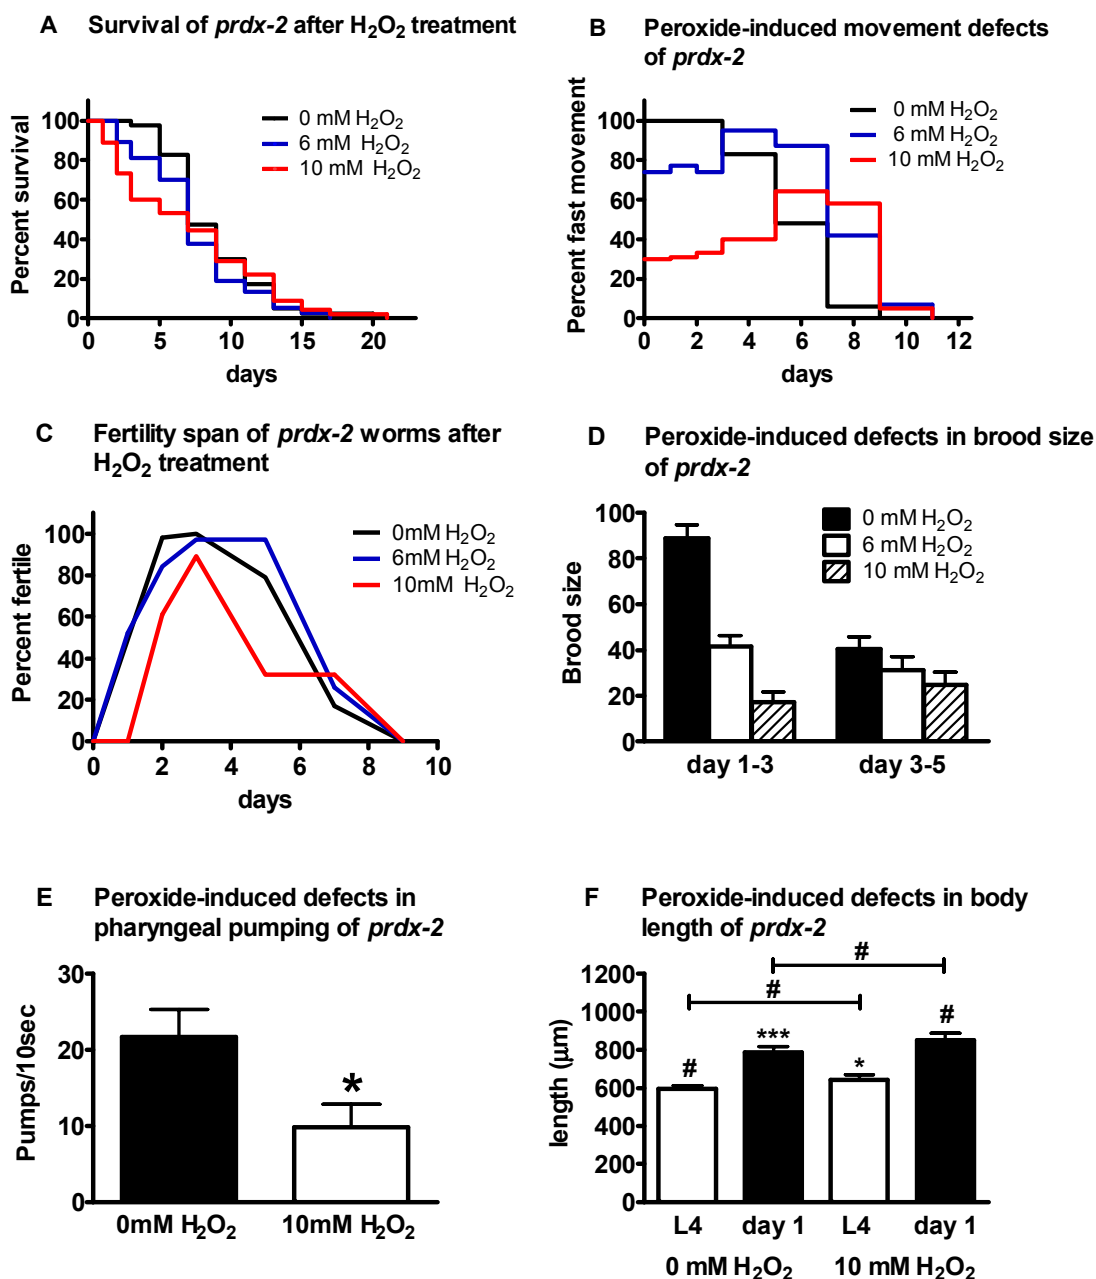 A Survival of prdx-2 after H₂O₂ treatment
Percent survival
100
80
60
40
20
0
0 mM H₂O₂
6 mM H₂O₂
10 mM H₂O₂
0 5 10 15 20
days
B Peroxide-induced movement defects
of prdx-2
Percent fast movement
100
80
60
40
20
0
0 mM H₂O₂
6 mM H₂O₂
10 mM H₂O₂
0 2 4 6 8 10 12
days
C Fertility span of prdx-2 worms after
H₂O₂ treatment
Percent fertile
100
80
60
40
20
0
0mM H₂O₂
6mM H₂O₂
10mM H₂O₂
0 2 4 6 8 10
days
D Peroxide-induced defects in brood size
of prdx-2
Brood size
100
80
60
40
20
0
0 mM H₂O₂
6 mM H₂O₂
10 mM H₂O₂
day 1-3 day 3-5
E Peroxide-induced defects in
pharyngeal pumping of prdx-2
Pumps/10sec
30
20
10
0
*
0mM H₂O₂ 10mM H₂O₂
F Peroxide-induced defects in body
length of prdx-2
length (µm)
1200
1000
800
600
400
200
0
#
#
# *** * #
L4 day 1 L4 day 1
0 mM H₂O₂ 10 mM H₂O₂